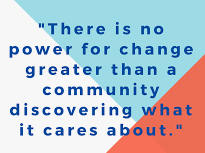 "There is no
power for change
greater than a
community
discovering what
it cares about."